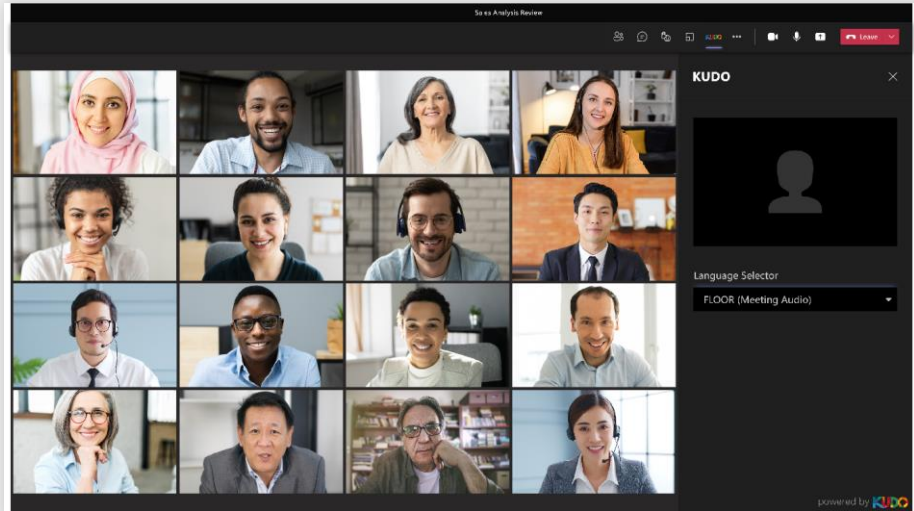 Sales Analysis Review
KUDO
Leave
KUDO
Language Selector
FLOOR (Meeting Audio)
powered by KUDO